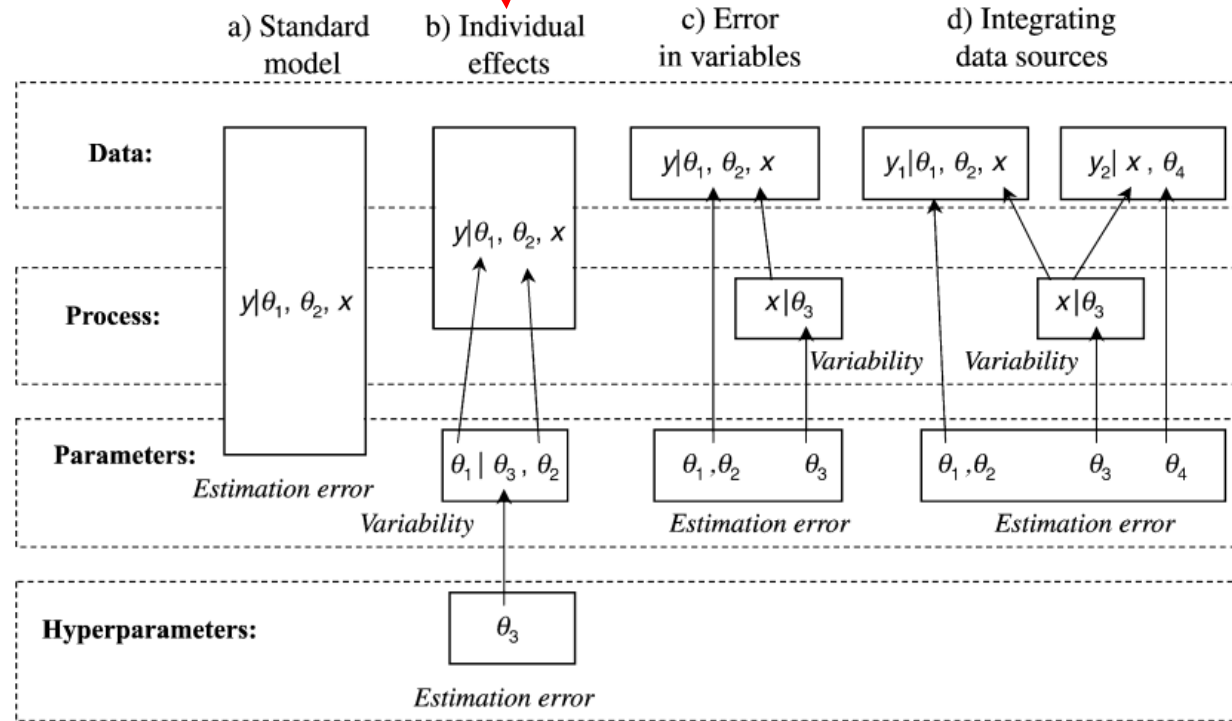 a) Standard
model
b) Individual
effects
c) Error
in variables
d) Integrating
data sources
Data:
y|θ₁, θ₂, x
y₁|θ₁, θ₂, x
y₂| x , θ₄
y|θ₁, θ₂, x
Process:
y|θ₁, θ₂, x
x|θ₃
x|θ₃
Variability
Variability
Parameters:
θ₁ | θ₃ , θ₂
θ₁ ,θ₂
θ₃
θ₁ ,θ₂
θ₃
θ₄
Estimation error
Variability
Estimation error
Estimation error
Hyperparameters:
θ₃
Estimation error